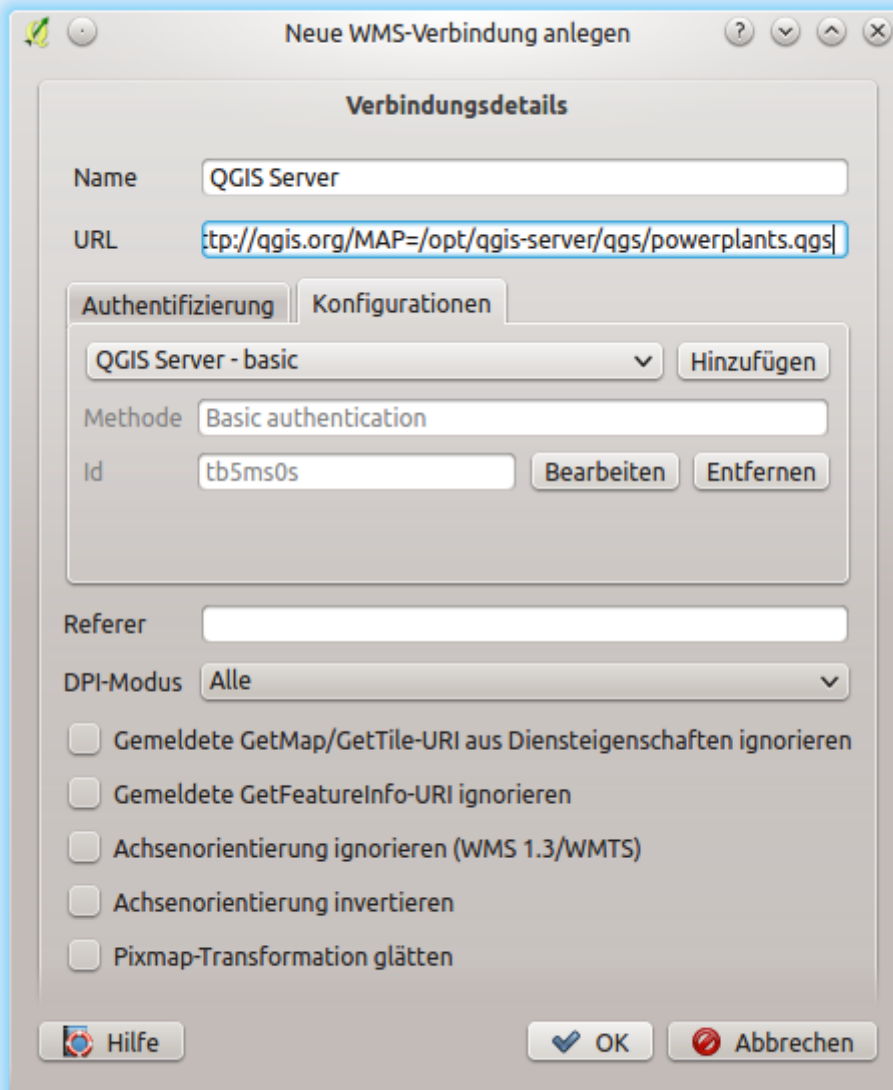 Neue WMS-Verbindung anlegen
Verbindungsdetails
Name QGIS Server
URL ttp://qgis.org/MAP=/opt/qgis-server/qgs/powerplants.qgs
Authentifizierung Konfigurationen
QGIS Server - basic Hinzufügen
Methode Basic authentication
Id tb5ms0s Bearbeiten Entfernen
Referer
DPI-Modus Alle
Gemeldete GetMap/GetTile-URI aus Diensteigenschaften ignorieren
Gemeldete GetFeatureInfo-URI ignorieren
Achsenorientierung ignorieren (WMS 1.3/WMTS)
Achsenorientierung invertieren
Pixmap-Transformation glätten
Hilfe OK Abbrechen